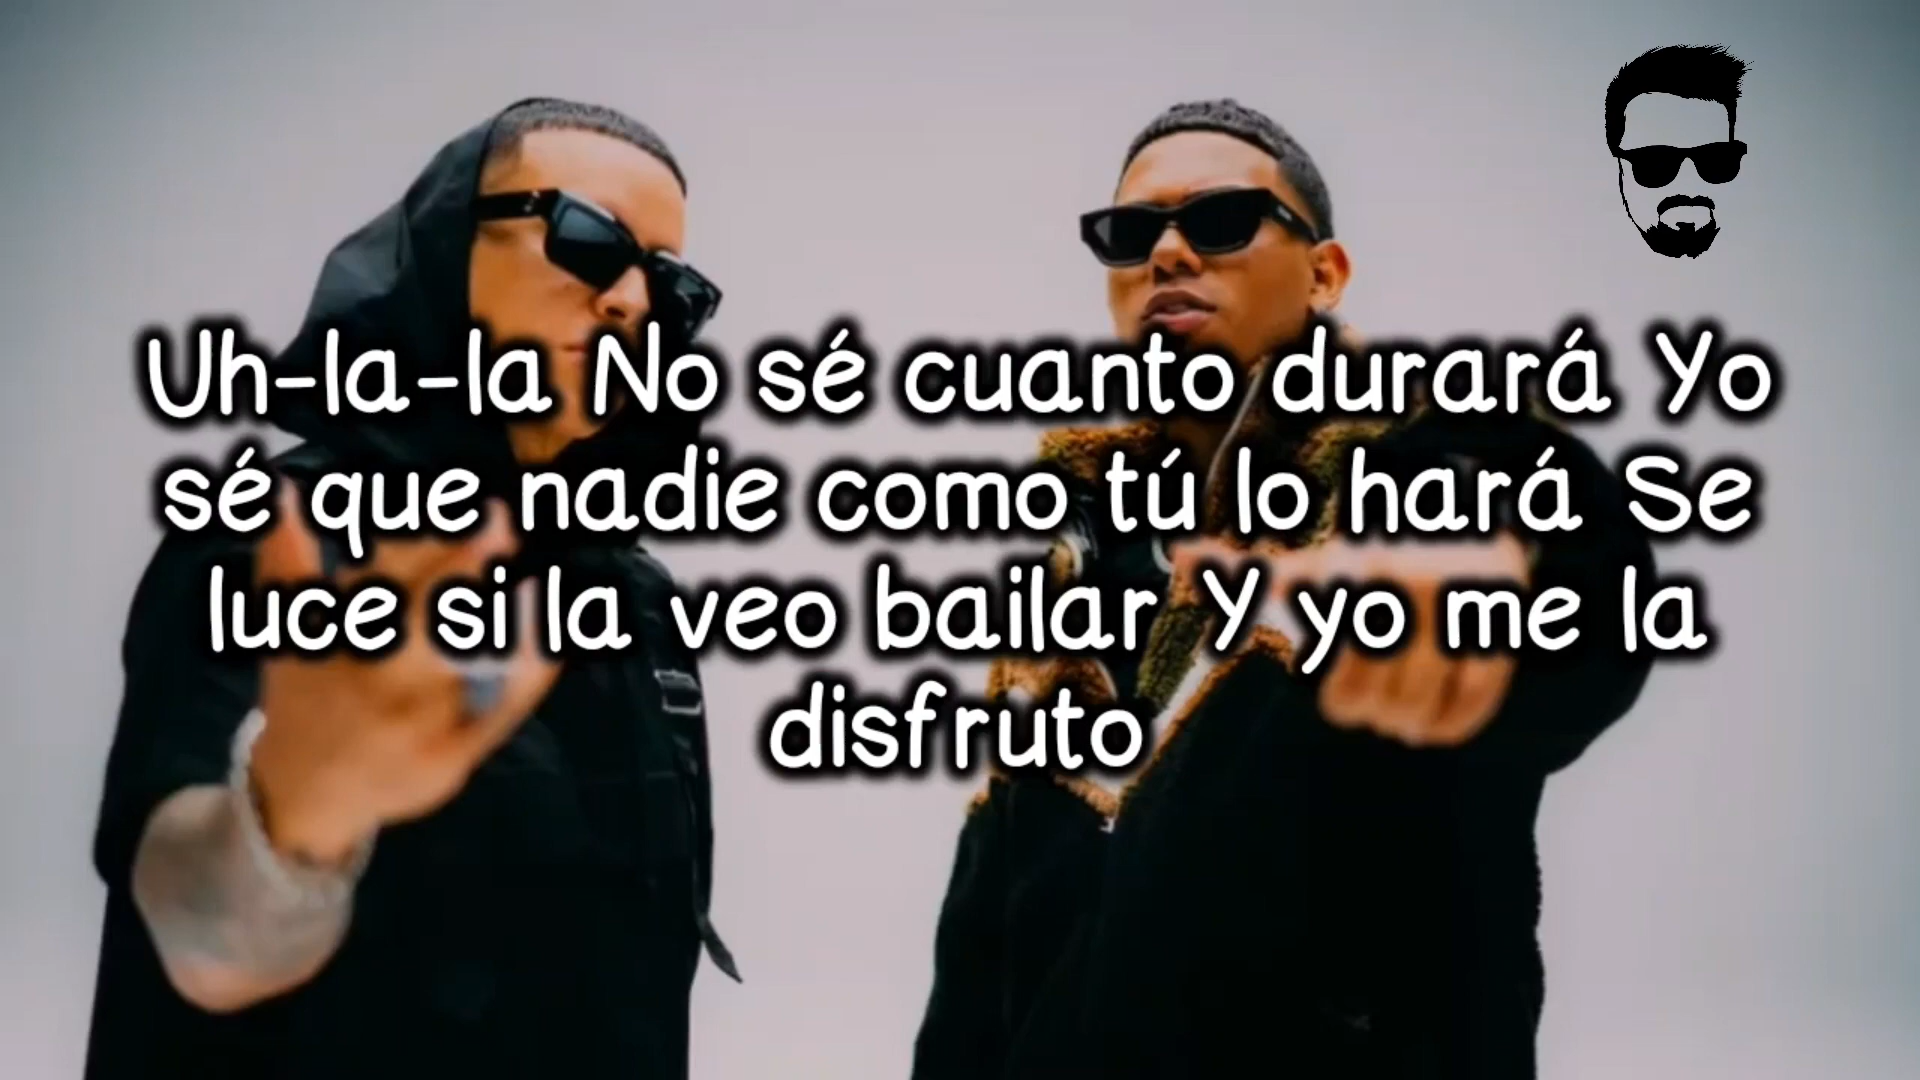 Uh-la-la No sé cuanto durará Yo
sé que nadie como tú lo hará Se
luce si la veo bailar Y yo me la
disfruto